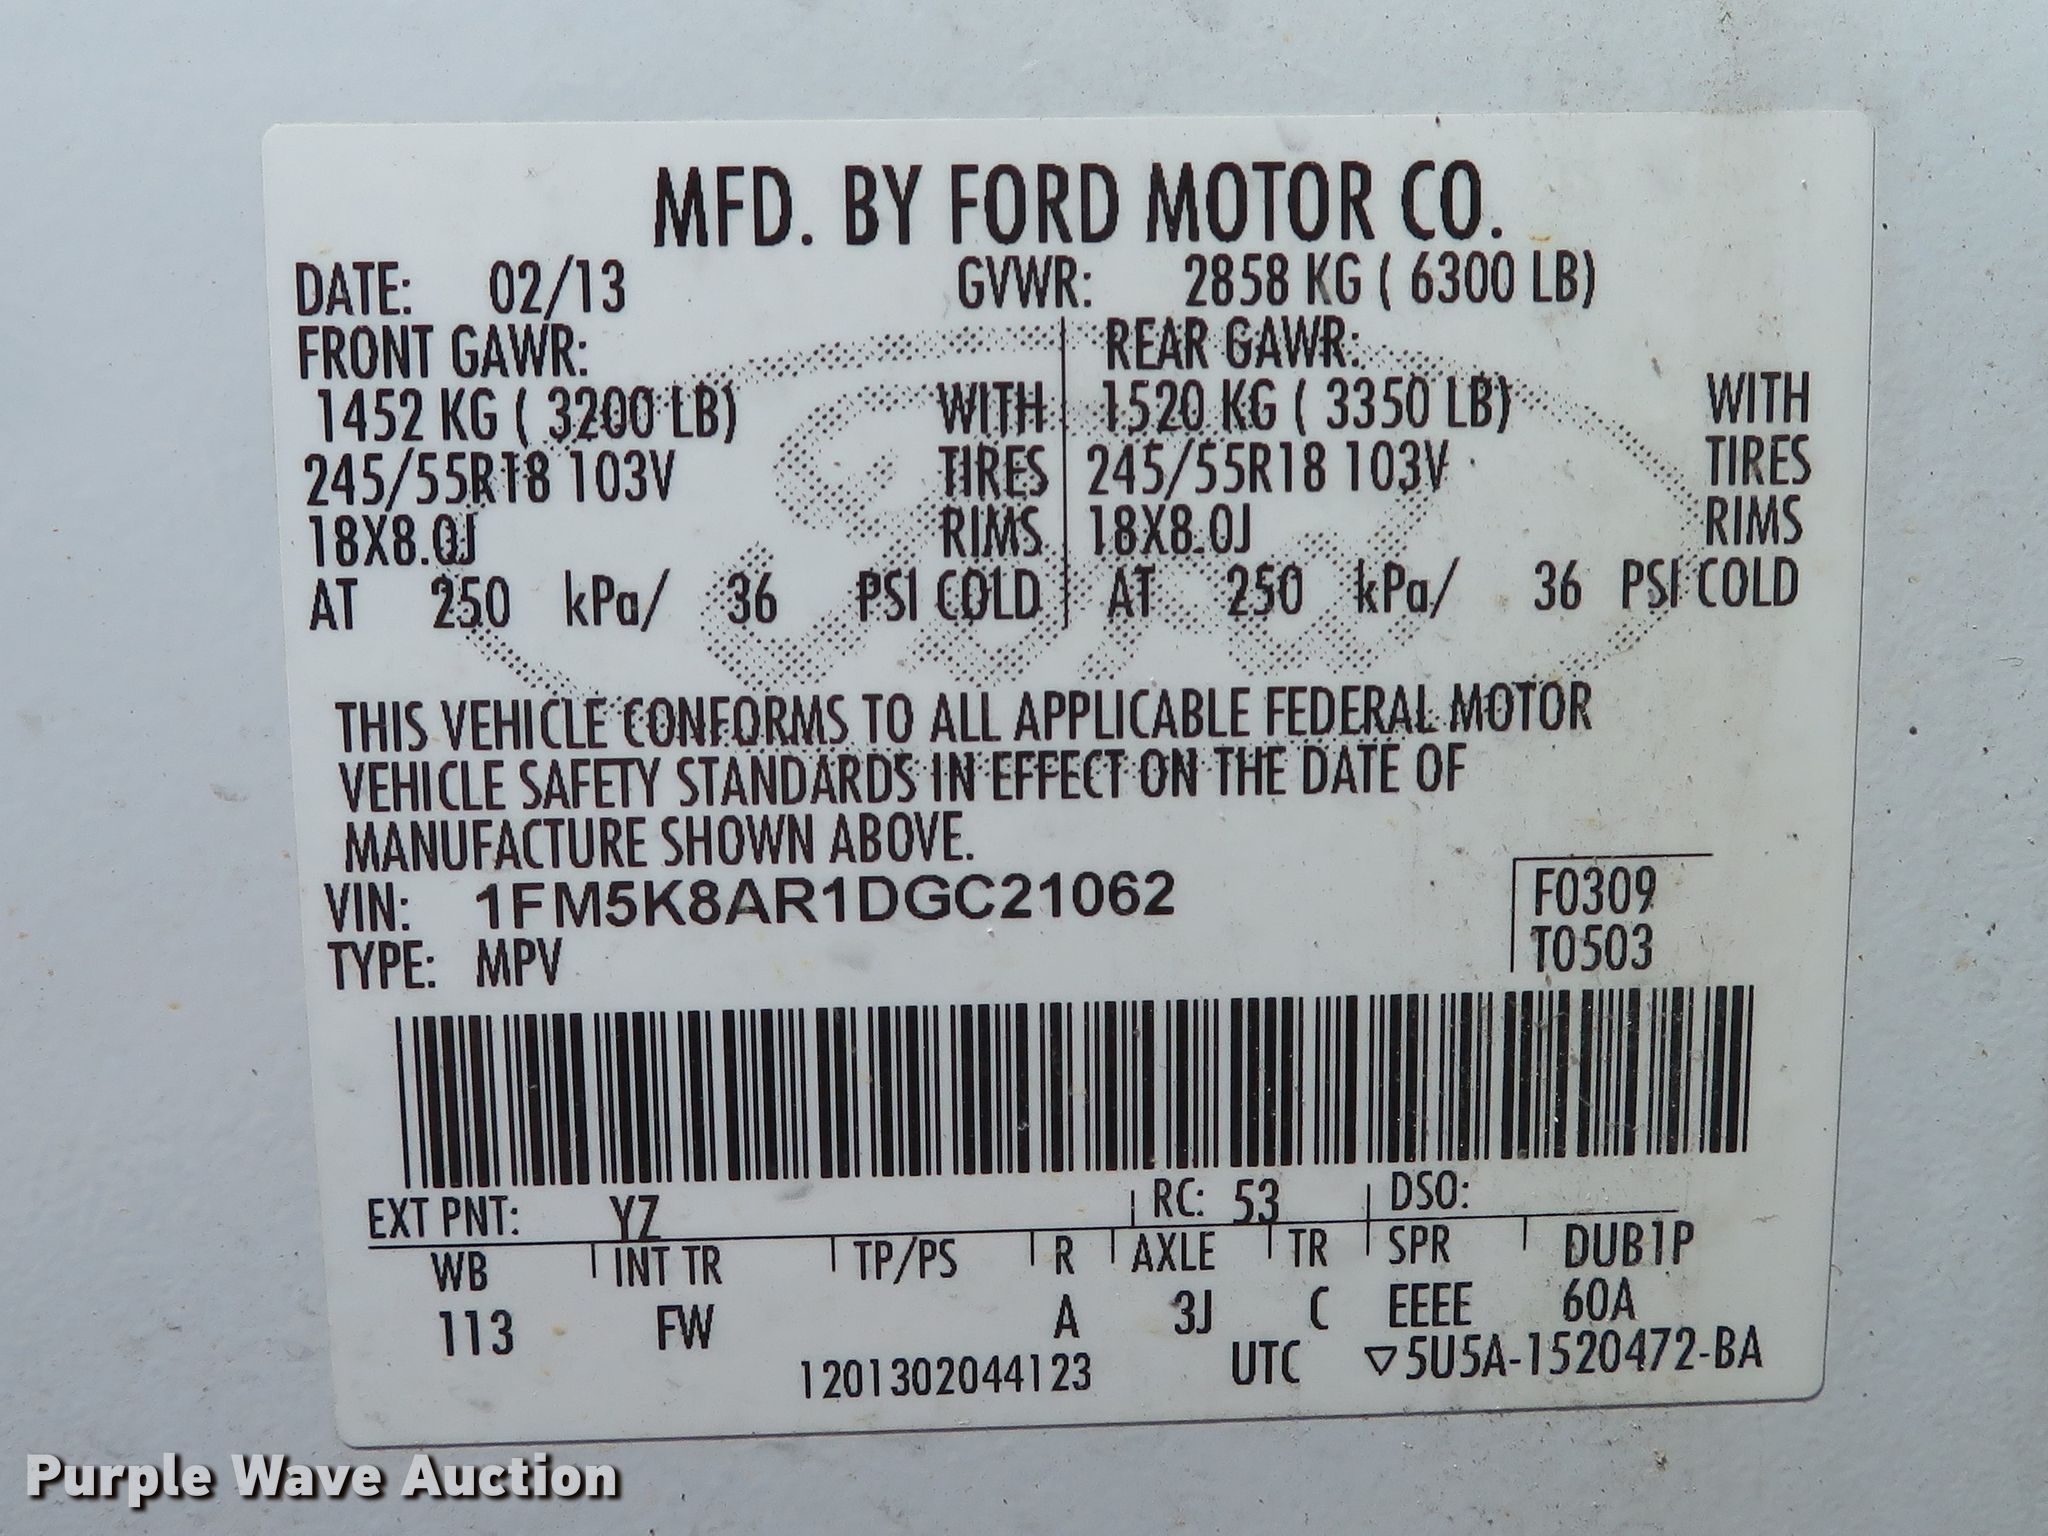 MFD. BY FORD MOTOR CO.
DATE: 02/13 GVWR: 2858 KG ( 6300 LB)
FRONT GAWR: REAR GAWR:
1452 KG ( 3200 LB) WITH 1520 KG ( 3350 LB) WITH
245/55R18 103V TIRES 245/55R18 103V TIRES
18X8.0J RIMS 18X8.0J RIMS
AT 250 kPa/ 36 PSI COLD AT 250 kPa/ 36 PSI COLD
THIS VEHICLE CONFORMS TO ALL APPLICABLE FEDERAL MOTOR
VEHICLE SAFETY STANDARDS IN EFFECT ON THE DATE OF
MANUFACTURE SHOWN ABOVE.
VIN: 1FM5K8AR1DGC21062 F0309
TYPE: MPV T0503
EXT PNT: YZ RC: 53 DSO:
WB INT TR TP/PS R AXLE TR SPR DUB1P
113 FW A 3J C EEEE 60A
1201302044123 UTC ▽5U5A-1520472-BA
Ford
Purple Wave Auction